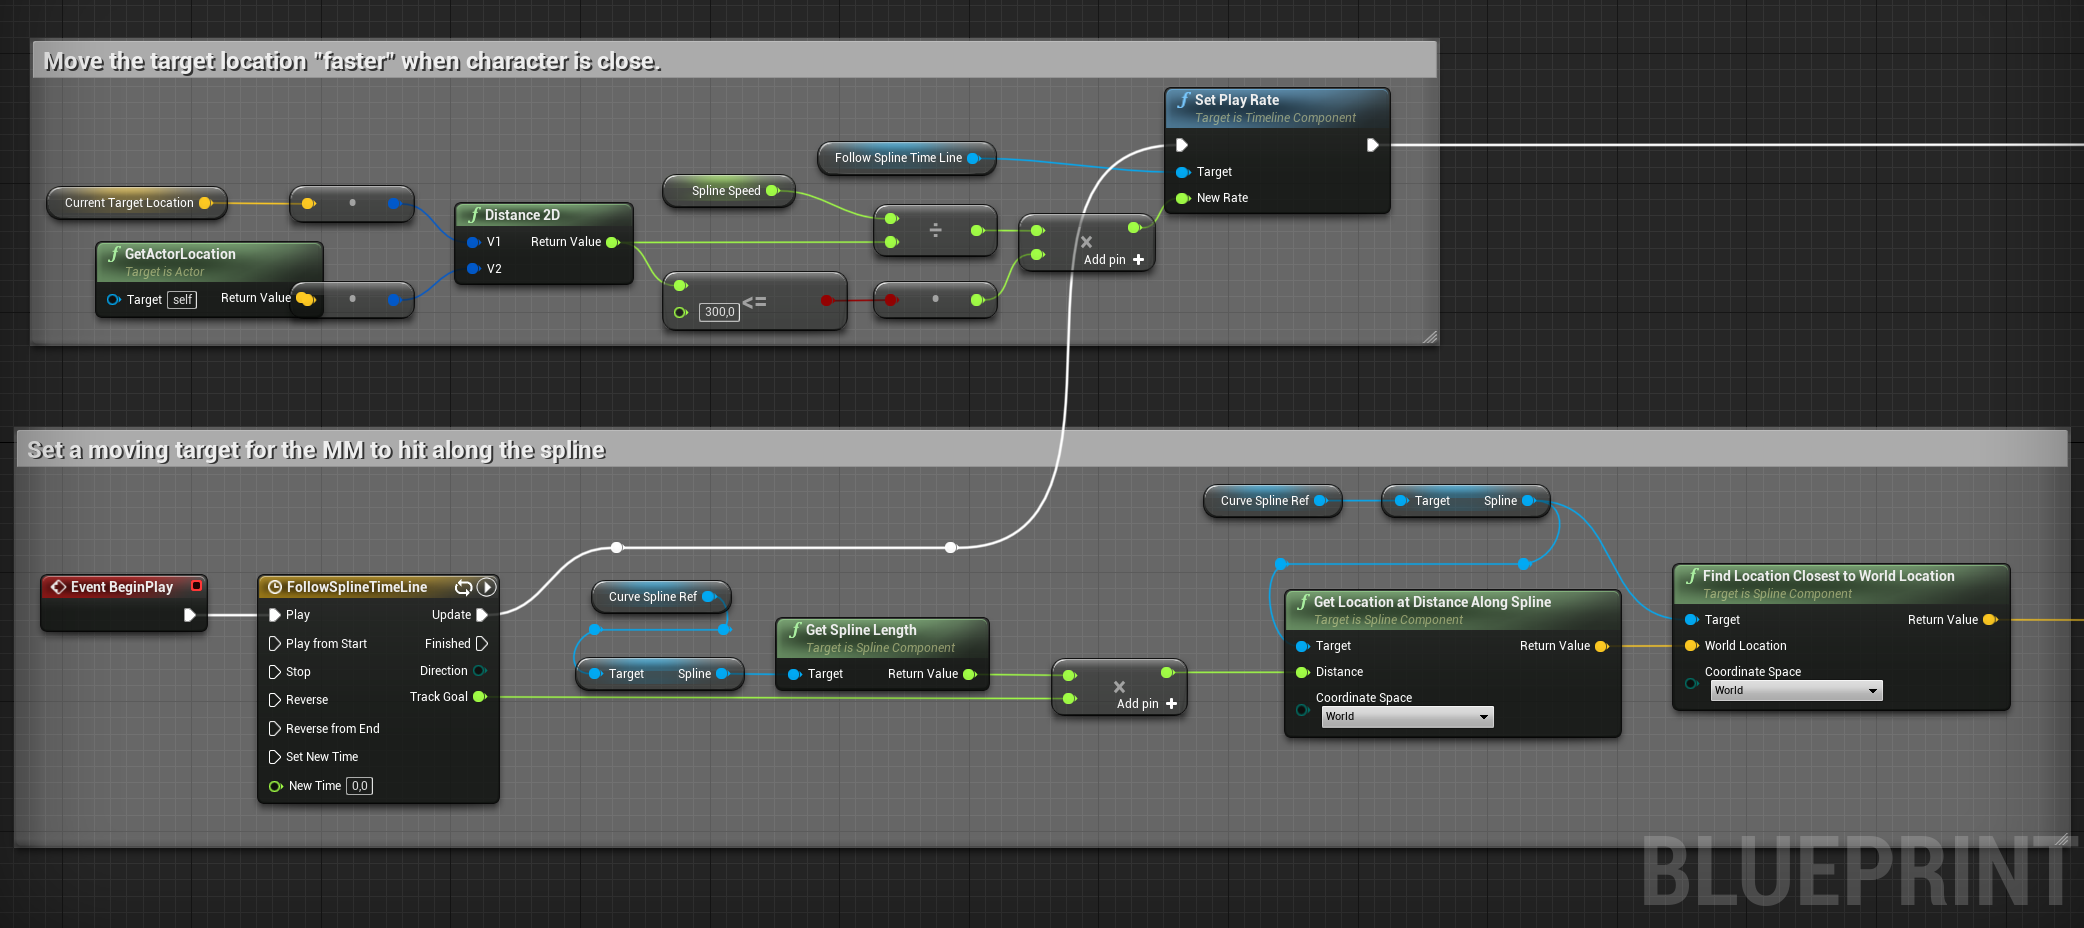 Move the target location "faster" when character is close.
Set Play Rate
Target is Timeline Component
Follow Spline Time Line
Target
New Rate
Spline Speed
Current Target Location
Distance 2D
V1 Return Value
V2
÷
×
Add pin +
GetActorLocation
Target is Actor
Target self Return Value
300,0 <=
Set a moving target for the MM to hit along the spline
Curve Spline Ref
Target Spline
Event BeginPlay
FollowSplineTimeLine
Play Update
Play from Start Finished
Stop Direction
Reverse Track Goal
Reverse from End
Set New Time
New Time 0,0
Curve Spline Ref
Target Spline
Get Spline Length
Target is Spline Component
Target Return Value
×
Add pin +
Get Location at Distance Along Spline
Target is Spline Component
Target Return Value
Distance
Coordinate Space
World
Find Location Closest to World Location
Target is Spline Component
Target Return Value
World Location
Coordinate Space
World
BLUEPRINT